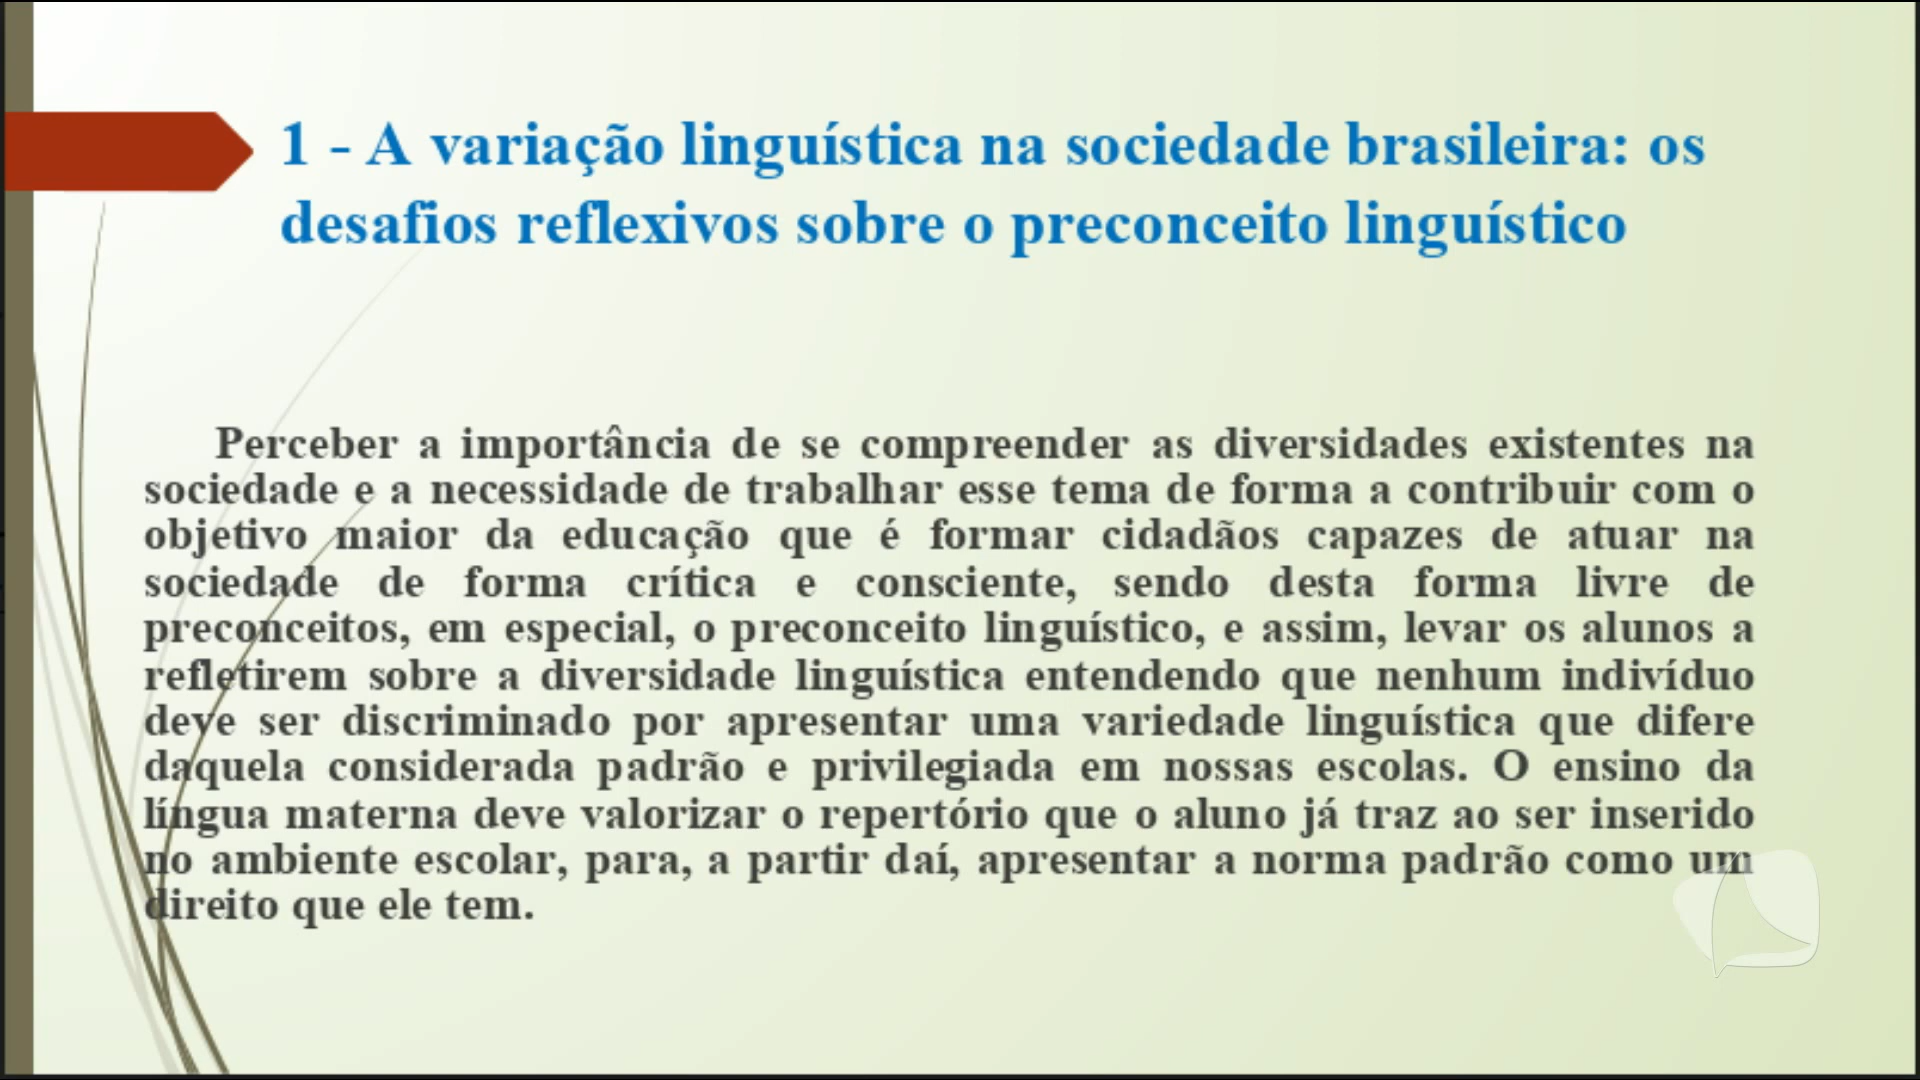 1 - A variação linguística na sociedade brasileira: os
desafios reflexivos sobre o preconceito linguístico
Perceber a importância de se compreender as diversidades existentes na
sociedade e a necessidade de trabalhar esse tema de forma a contribuir com o
objetivo maior da educação que é formar cidadãos capazes de atuar na
sociedade de forma crítica e consciente, sendo desta forma livre de
preconceitos, em especial, o preconceito linguístico, e assim, levar os alunos a
refletirem sobre a diversidade linguística entendendo que nenhum indivíduo
deve ser discriminado por apresentar uma variedade linguística que difere
daquela considerada padrão e privilegiada em nossas escolas. O ensino da
língua materna deve valorizar o repertório que o aluno já traz ao ser inserido
no ambiente escolar, para, a partir daí, apresentar a norma padrão como um
direito que ele tem.